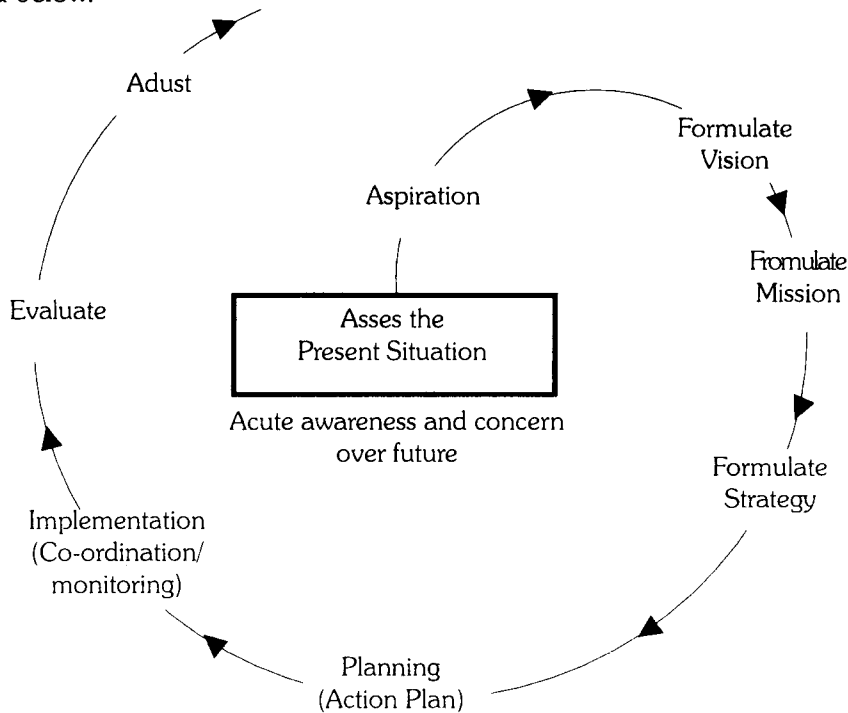 below.
Adust
Aspiration
Formulate
Vision
Fromulate
Mission
Asses the
Present Situation
Acute awareness and concern
over future
Formulate
Strategy
Planning
(Action Plan)
Implementation
(Co-ordination/
monitoring)
Evaluate